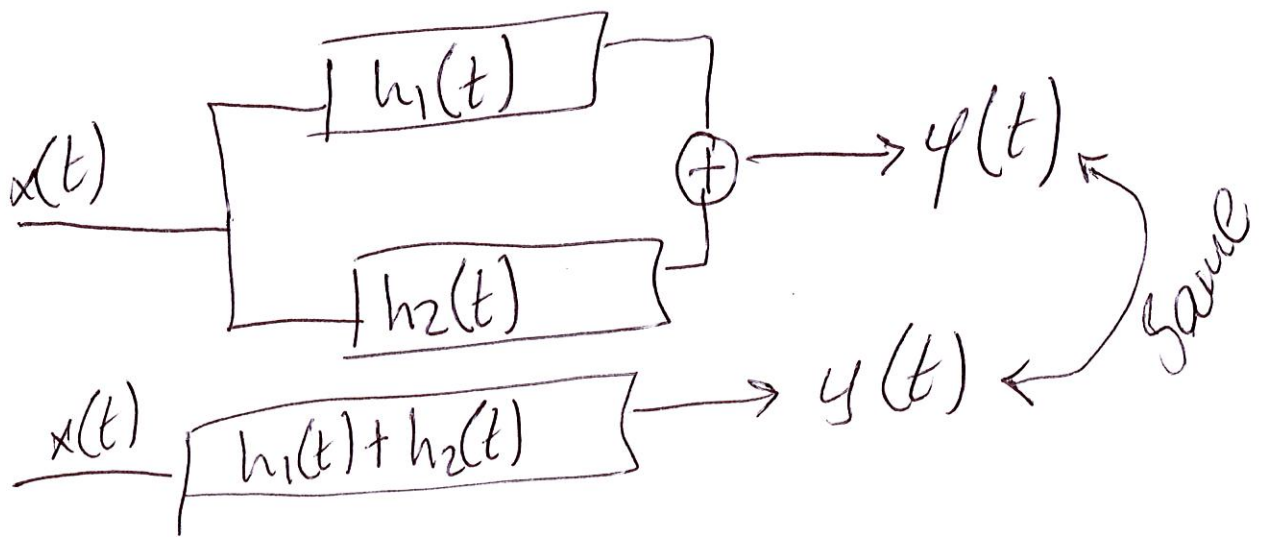 h₁(t)
x(t)
+
y(t)
h₂(t)
same
x(t)
h₁(t)+h₂(t)
y(t)